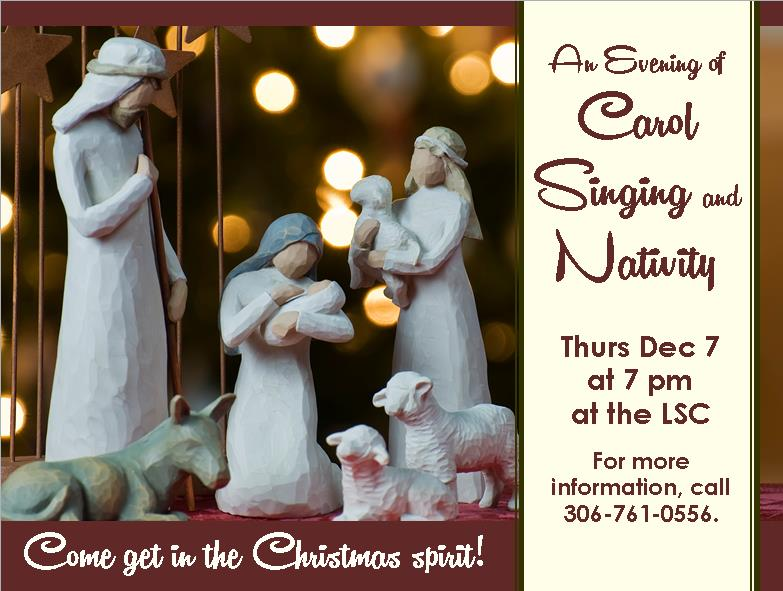 An Evening of
Carol
Singing and
Nativity
Thurs Dec 7
at 7 pm
at the LSC
For more
information, call
306-761-0556.
Come get in the Christmas spirit!